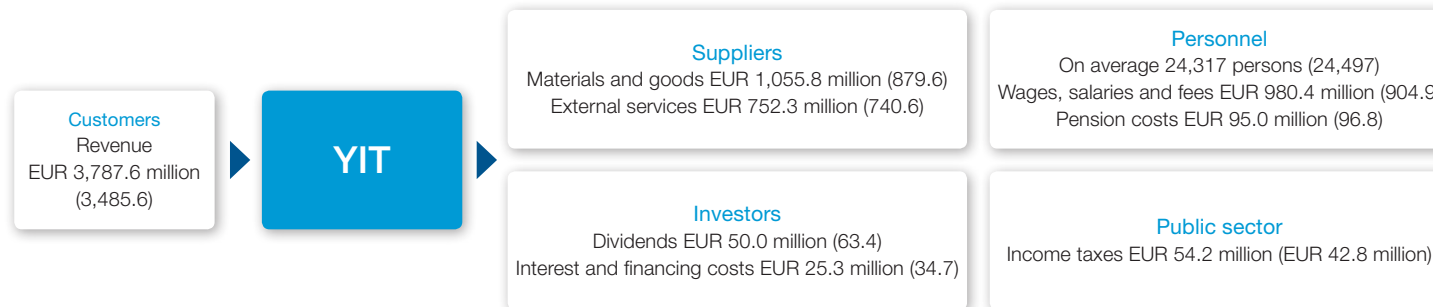 Customers
Revenue
EUR 3,787.6 million
(3,485.6)
YIT
Suppliers
Materials and goods EUR 1,055.8 million (879.6)
External services EUR 752.3 million (740.6)
Investors
Dividends EUR 50.0 million (63.4)
Interest and financing costs EUR 25.3 million (34.7)
Personnel
On average 24,317 persons (24,497)
Wages, salaries and fees EUR 980.4 million (904.9
Pension costs EUR 95.0 million (96.8)
Public sector
Income taxes EUR 54.2 million (EUR 42.8 million)